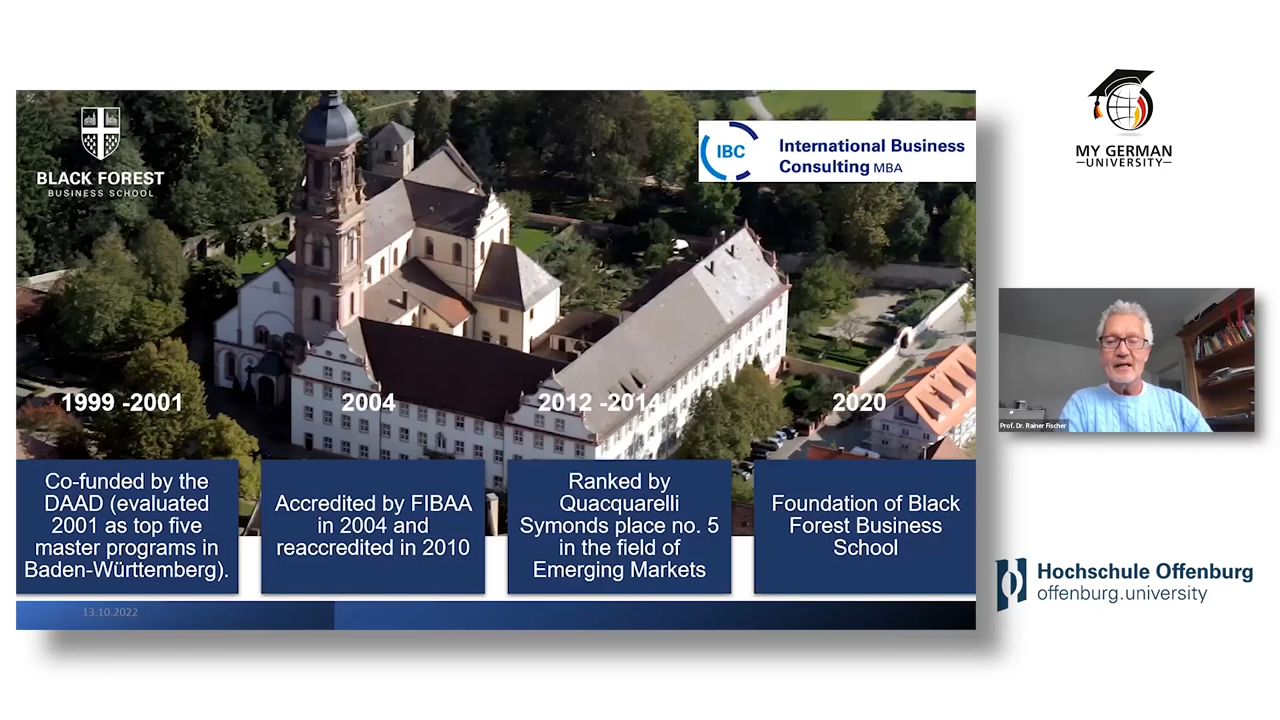 BLACK FOREST
BUSINESS SCHOOL
IBC
International Business
Consulting MBA
1999 -2001
2004
2012 -2014
2020
Co-funded by the
DAAD (evaluated
2001 as top five
master programs in
Baden-Württemberg).
Accredited by FIBAA
in 2004 and
reaccredited in 2010
Ranked by
Quacquarelli
Symonds place no. 5
in the field of
Emerging Markets
Foundation of Black
Forest Business
School
13.10.2022
MY GERMAN
UNIVERSITY
Prof. Dr. Rainer Fischer
Hochschule Offenburg
offenburg.university